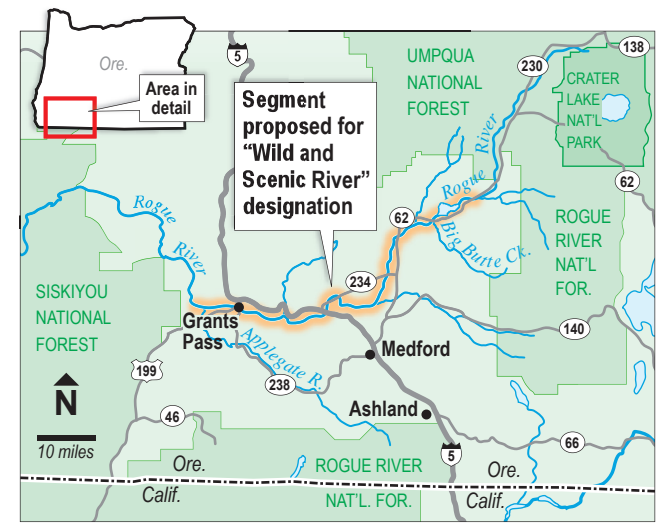 Ore.
Area in
detail
5
Segment
proposed for
“Wild and
Scenic River”
designation
UMPQUA
NATIONAL
FOREST
230
138
CRATER
LAKE
NAT’L
PARK
62
Rogue
River
Rogue
River
62
Big Butte Ck.
ROGUE
RIVER
NAT’L
FOR.
234
SISKIYOU
NATIONAL
FOREST
Grants
Pass
Applegate R.
Medford
140
199
238
N
10 miles
46
Ashland
66
5
Ore.
Calif.
ROGUE RIVER
NAT’L. FOR.
Ore.
Calif.